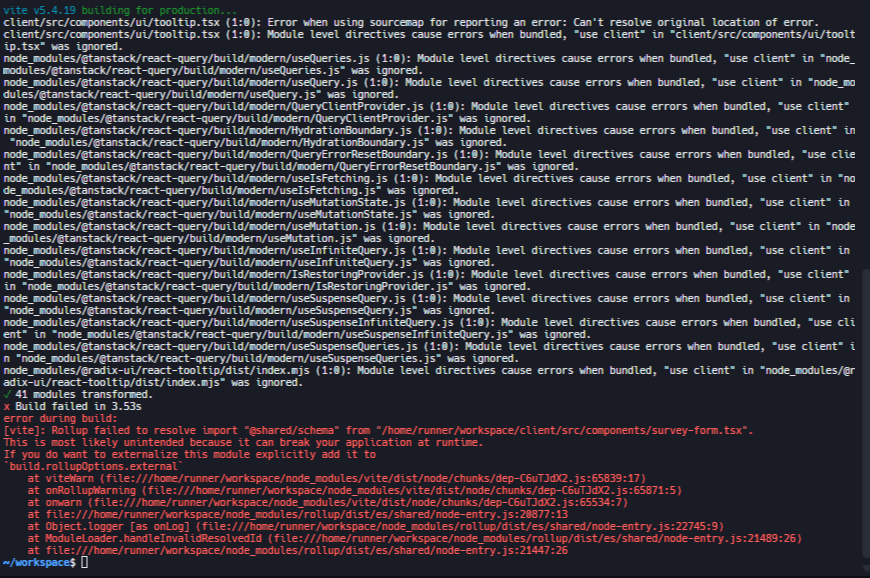 vite v5.4.19 building for production...
client/src/components/ui/tooltip.tsx (1:0): Error when using sourcemap for reporting an error: Can't resolve original location of error.
client/src/components/ui/tooltip.tsx (1:0): Module level directives cause errors when bundled, "use client" in "client/src/components/ui/toolt
ip.tsx" was ignored.
node_modules/@tanstack/react-query/build/modern/useQueries.js (1:0): Module level directives cause errors when bundled, "use client" in "node_
modules/@tanstack/react-query/build/modern/useQueries.js" was ignored.
node_modules/@tanstack/react-query/build/modern/useQuery.js (1:0): Module level directives cause errors when bundled, "use client" in "node_mo
dules/@tanstack/react-query/build/modern/useQuery.js" was ignored.
node_modules/@tanstack/react-query/build/modern/QueryClientProvider.js (1:0): Module level directives cause errors when bundled, "use client" 
in "node_modules/@tanstack/react-query/build/modern/QueryClientProvider.js" was ignored.
node_modules/@tanstack/react-query/build/modern/HydrationBoundary.js (1:0): Module level directives cause errors when bundled, "use client" in
 "node_modules/@tanstack/react-query/build/modern/HydrationBoundary.js" was ignored.
node_modules/@tanstack/react-query/build/modern/QueryErrorResetBoundary.js (1:0): Module level directives cause errors when bundled, "use clie
nt" in "node_modules/@tanstack/react-query/build/modern/QueryErrorResetBoundary.js" was ignored.
node_modules/@tanstack/react-query/build/modern/useIsFetching.js (1:0): Module level directives cause errors when bundled, "use client" in "no
de_modules/@tanstack/react-query/build/modern/useIsFetching.js" was ignored.
node_modules/@tanstack/react-query/build/modern/useMutationState.js (1:0): Module level directives cause errors when bundled, "use client" in 
"node_modules/@tanstack/react-query/build/modern/useMutationState.js" was ignored.
node_modules/@tanstack/react-query/build/modern/useMutation.js (1:0): Module level directives cause errors when bundled, "use client" in "node
_modules/@tanstack/react-query/build/modern/useMutation.js" was ignored.
node_modules/@tanstack/react-query/build/modern/useInfiniteQuery.js (1:0): Module level directives cause errors when bundled, "use client" in 
"node_modules/@tanstack/react-query/build/modern/useInfiniteQuery.js" was ignored.
node_modules/@tanstack/react-query/build/modern/IsRestoringProvider.js (1:0): Module level directives cause errors when bundled, "use client" 
in "node_modules/@tanstack/react-query/build/modern/IsRestoringProvider.js" was ignored.
node_modules/@tanstack/react-query/build/modern/useSuspenseQuery.js (1:0): Module level directives cause errors when bundled, "use client" in 
"node_modules/@tanstack/react-query/build/modern/useSuspenseQuery.js" was ignored.
node_modules/@tanstack/react-query/build/modern/useSuspenseInfiniteQuery.js (1:0): Module level directives cause errors when bundled, "use cli
ent" in "node_modules/@tanstack/react-query/build/modern/useSuspenseInfiniteQuery.js" was ignored.
node_modules/@tanstack/react-query/build/modern/useSuspenseQueries.js (1:0): Module level directives cause errors when bundled, "use client" i
n "node_modules/@tanstack/react-query/build/modern/useSuspenseQueries.js" was ignored.
node_modules/@radix-ui/react-tooltip/dist/index.mjs (1:0): Module level directives cause errors when bundled, "use client" in "node_modules/@r
adix-ui/react-tooltip/dist/index.mjs" was ignored.
✓ 41 modules transformed.
x Build failed in 3.53s
error during build:
[vite]: Rollup failed to resolve import "@shared/schema" from "/home/runner/workspace/client/src/components/survey-form.tsx".
This is most likely unintended because it can break your application at runtime.
If you do want to externalize this module explicitly add it to
`build.rollupOptions.external`
    at viteWarn (file:///home/runner/workspace/node_modules/vite/dist/node/chunks/dep-C6uTJdX2.js:65839:17)
    at onRollupWarning (file:///home/runner/workspace/node_modules/vite/dist/node/chunks/dep-C6uTJdX2.js:65871:5)
    at onwarn (file:///home/runner/workspace/node_modules/vite/dist/node/chunks/dep-C6uTJdX2.js:65534:7)
    at file:///home/runner/workspace/node_modules/rollup/dist/es/shared/node-entry.js:20877:13
    at Object.logger [as onLog] (file:///home/runner/workspace/node_modules/rollup/dist/es/shared/node-entry.js:22745:9)
    at ModuleLoader.handleInvalidResolvedId (file:///home/runner/workspace/node_modules/rollup/dist/es/shared/node-entry.js:21489:26)
    at file:///home/runner/workspace/node_modules/rollup/dist/es/shared/node-entry.js:21447:26
~/workspace$